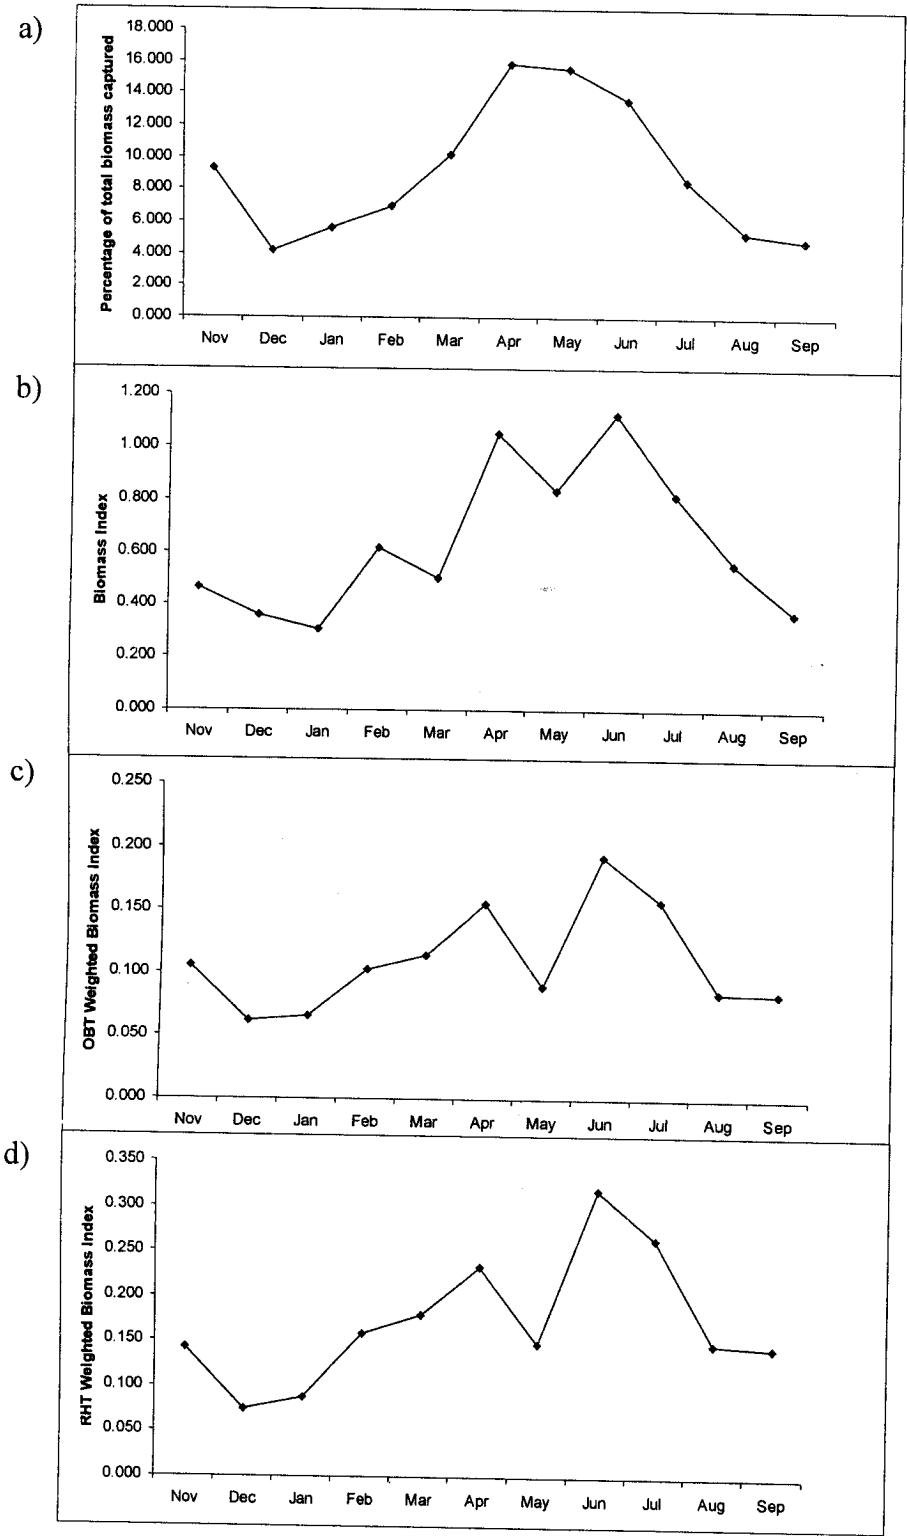 a)
Percentage of total biomass captured
18.000
16.000
14.000
12.000
10.000
8.000
6.000
4.000
2.000
0.000
Nov Dec Jan Feb Mar Apr May Jun Jul Aug Sep
b)
Biomass Index
1.200
1.000
0.800
0.600
0.400
0.200
0.000
Nov Dec Jan Feb Mar Apr May Jun Jul Aug Sep
c)
OBT Weighted Biomass Index
0.250
0.200
0.150
0.100
0.050
0.000
Nov Dec Jan Feb Mar Apr May Jun Jul Aug Sep
d)
RHT Weighted Biomass Index
0.350
0.300
0.250
0.200
0.150
0.100
0.050
0.000
Nov Dec Jan Feb Mar Apr May Jun Jul Aug Sep